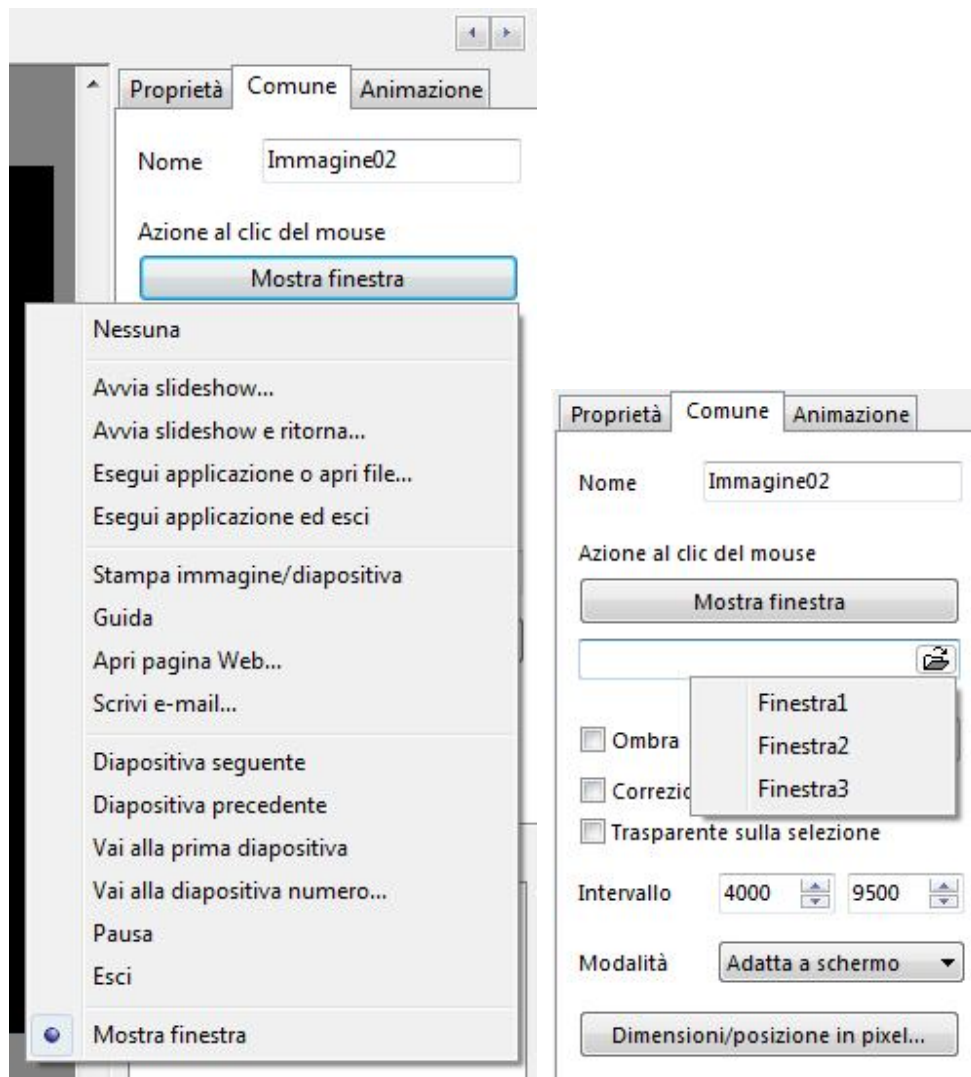 Proprietà Comune Animazione
Nome Immagine02
Azione al clic del mouse
Mostra finestra
Nessuna
Avvia slideshow...
Avvia slideshow e ritorna...
Esegui applicazione o apri file...
Esegui applicazione ed esci
Stampa immagine/diapositiva
Guida
Apri pagina Web...
Scrivi e-mail...
Diapositiva seguente
Diapositiva precedente
Vai alla prima diapositiva
Vai alla diapositiva numero...
Pausa
Esci
Mostra finestra
Proprietà Comune Animazione
Nome Immagine02
Azione al clic del mouse
Mostra finestra
Finestra1
Finestra2
Finestra3
Ombra
Correzio
Trasparente sulla selezione
Intervallo 4000 9500
Modalità Adatta a schermo
Dimensioni/posizione in pixel...